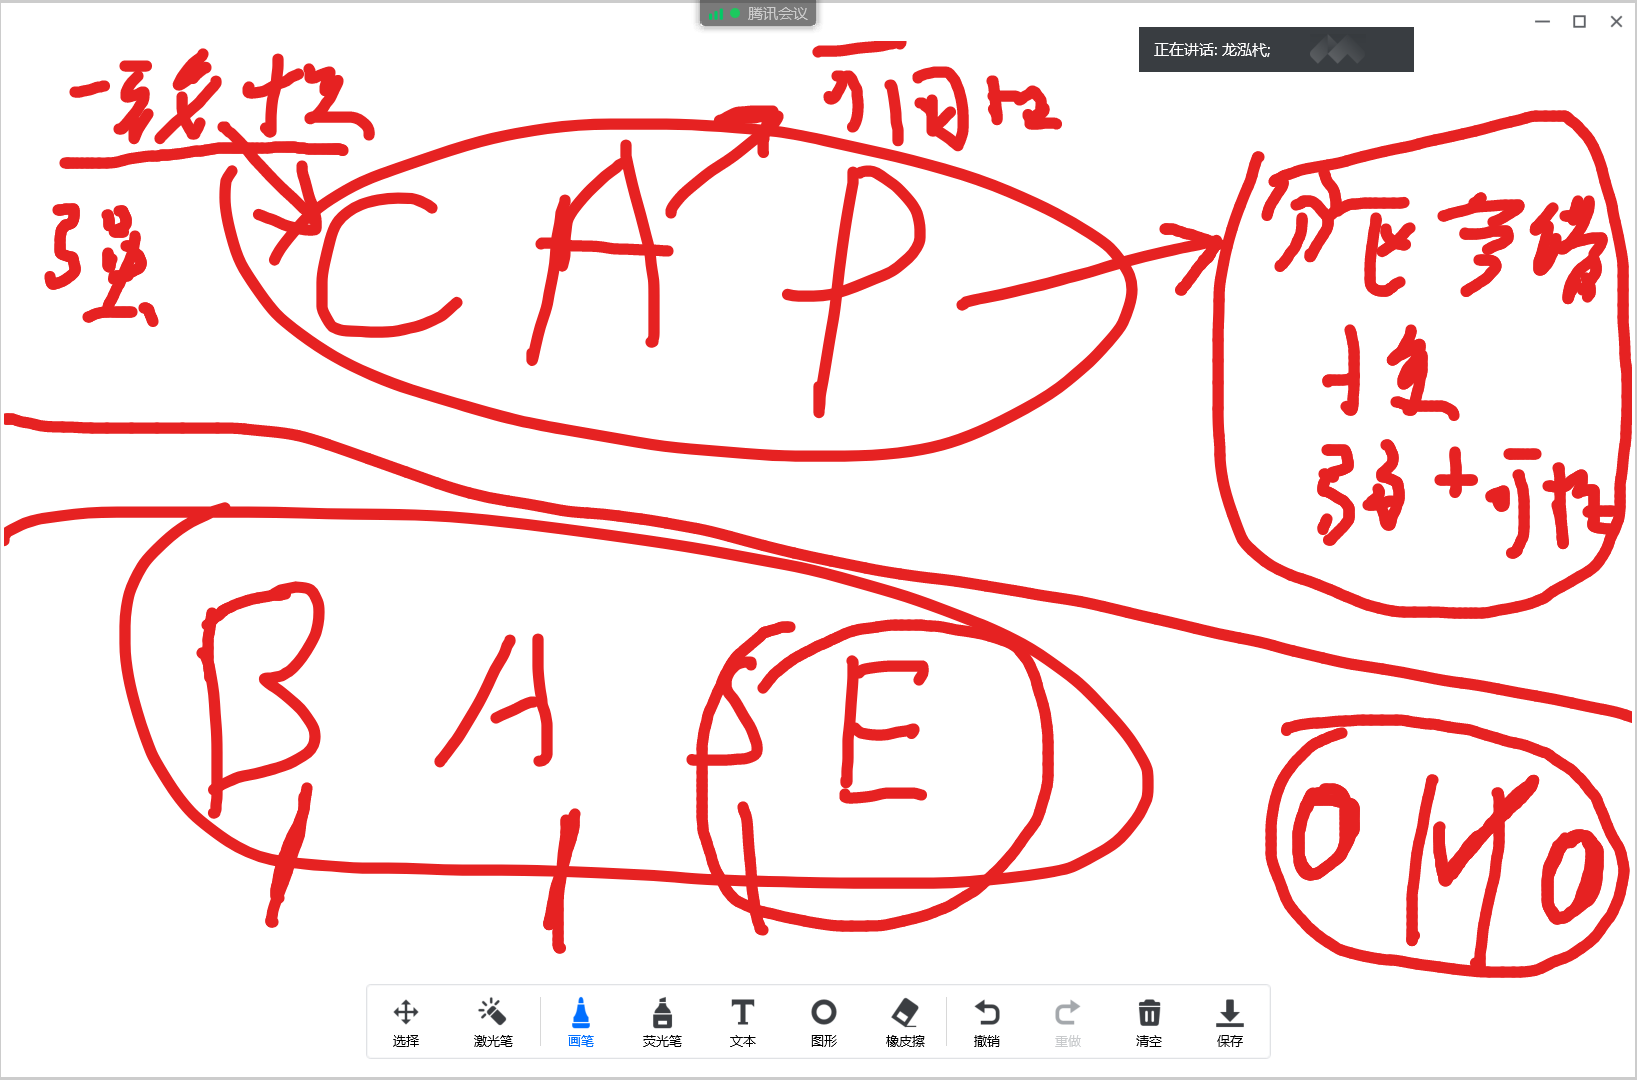 腾讯会议
正在讲话: 龙泓杙;
一致性
可用性
强
C A P
分区容错
性
弱+可性
B A S E
OMO
选择 激光笔 画笔 荧光笔 文本 图形 橡皮擦 撤销 重做 清空 保存